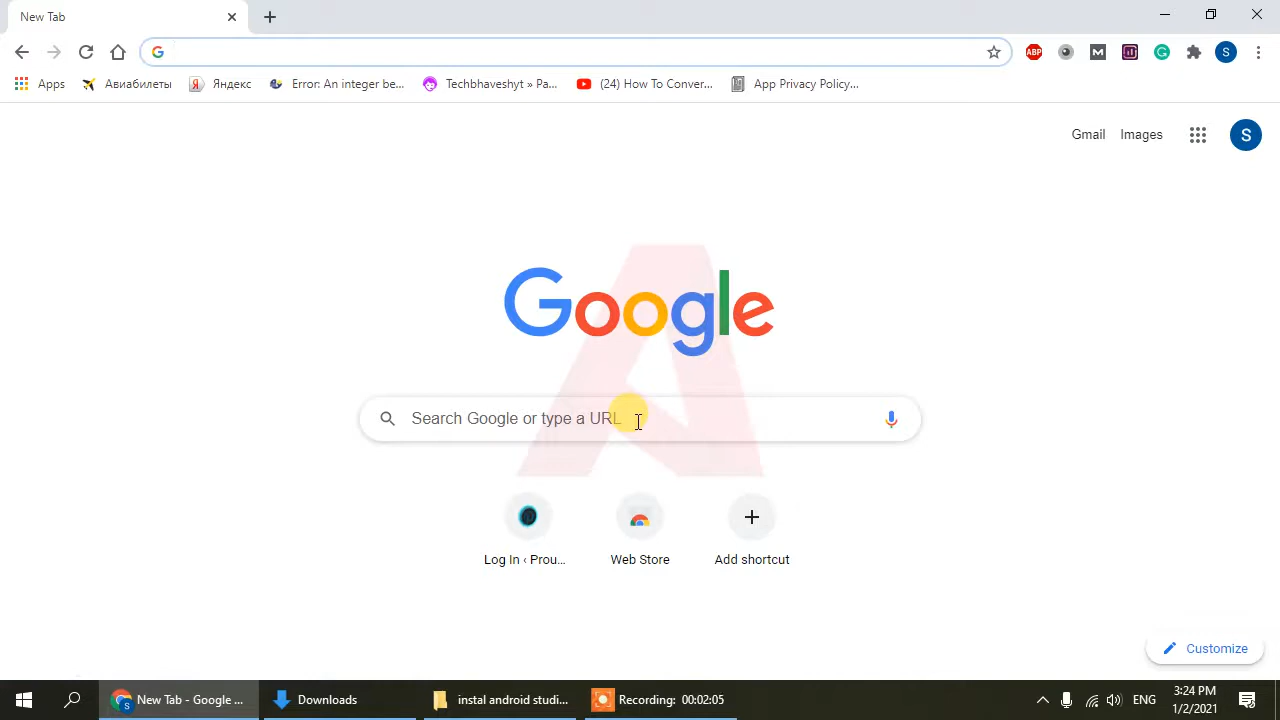 New Tab
Apps
Авиабилеты
Яндекс
Error: An integer be...
Techbhaveshyt » Pa...
(24) How To Conver...
App Privacy Policy...
ABP
M
G
S
Gmail
Images
S
Google
Search Google or type a URL
Log In ‹ Prou...
Web Store
Add shortcut
Customize
S
New Tab - Google ...
Downloads
instal android studi...
Recording: 00:02:05
ENG
3:24 PM
1/2/2021